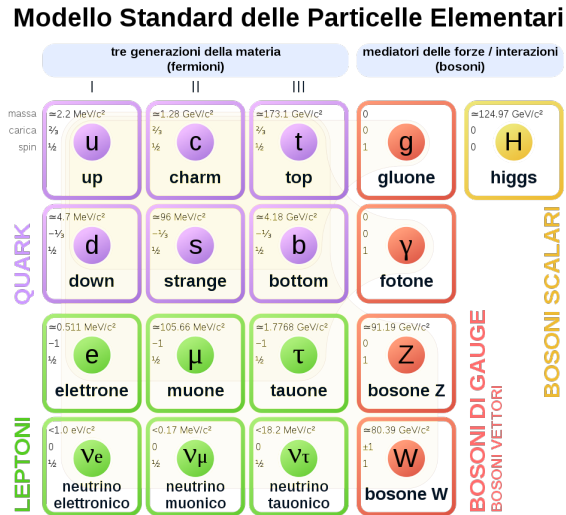 Modello Standard delle Particelle Elementari
tre generazioni della materia
(fermioni)
mediatori delle forze / interazioni
(bosoni)
I II III
massa
carica
spin
≃2.2 MeV/c²
⅔
½
u
up
≃1.28 GeV/c²
⅔
½
c
charm
≃173.1 GeV/c²
⅔
½
t
top
0
0
1
g
gluone
≃124.97 GeV/c²
0
0
H
higgs
QUARK
≃4.7 MeV/c²
−⅓
½
d
down
≃96 MeV/c²
−⅓
½
s
strange
≃4.18 GeV/c²
−⅓
½
b
bottom
0
0
1
γ
fotone
BOSONI SCALARI
≃0.511 MeV/c²
−1
½
e
elettrone
≃105.66 MeV/c²
−1
½
μ
muone
≃1.7768 GeV/c²
−1
½
τ
tauone
≃91.19 GeV/c²
0
1
Z
bosone Z
BOSONI DI GAUGE
BOSONI VETTORI
LEPTONI
<1.0 eV/c²
0
½
νe
neutrino
elettronico
<0.17 MeV/c²
0
½
νμ
neutrino
muonico
<18.2 MeV/c²
0
½
ντ
neutrino
tauonico
≃80.39 GeV/c²
±1
1
W
bosone W